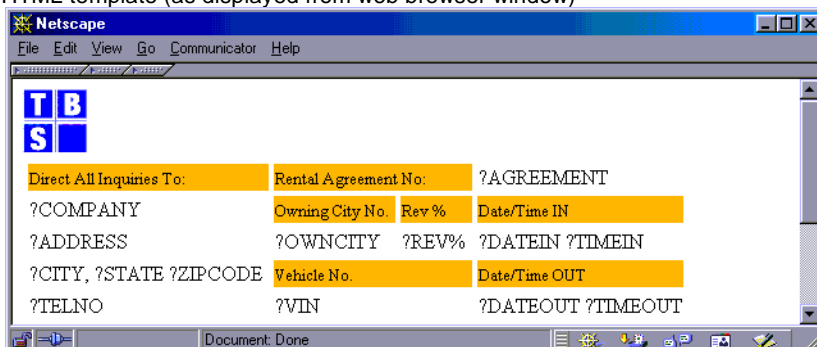 HTML template (as displayed from web browser window)
Netscape
File Edit View Go Communicator Help
T B
S
Direct All Inquiries To: Rental Agreement No: ?AGREEMENT
?COMPANY Owning City No. Rev % Date/Time IN
?ADDRESS ?OWNCITY ?REV% ?DATEIN ?TIMEIN
?CITY, ?STATE ?ZIPCODE Vehicle No. Date/Time OUT
?TELNO ?VIN ?DATEOUT ?TIMEOUT
Document: Done